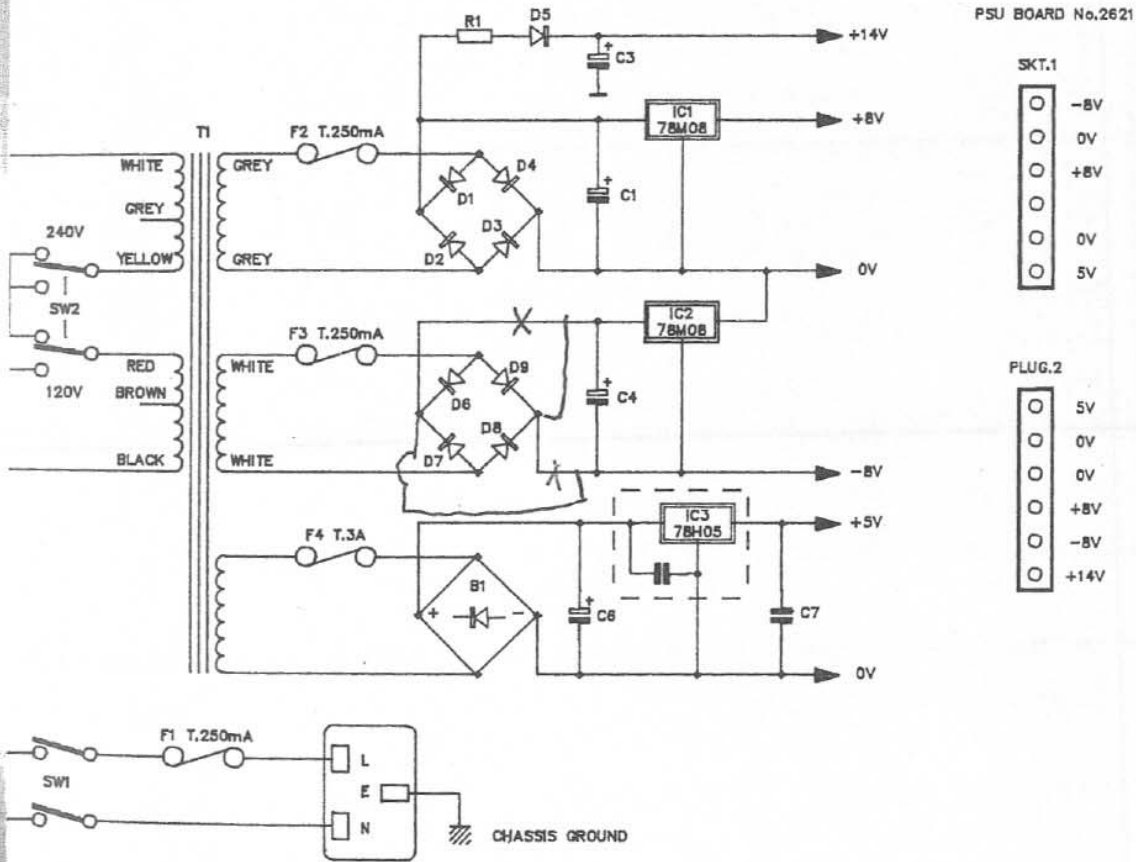 PSU BOARD No.2621
R1
D5
+14V
C3
SKT.1
-8V
0V
+8V
0V
5V
T1
F2 T.250mA
IC1
78M08
+8V
WHITE
GREY
D4
D1
C1
GREY
240V
YELLOW
GREY
D2
D3
0V
SW2
F3 T.250mA
IC2
78M08
RED
WHITE
D9
120V
BROWN
D6
C4
D8
BLACK
WHITE
D7
-8V
PLUG.2
5V
0V
0V
+8V
-8V
+14V
F4 T.3A
IC3
78H05
+5V
B1
+
-
C6
C7
0V
F1 T.250mA
L
SW1
E
N
CHASSIS GROUND